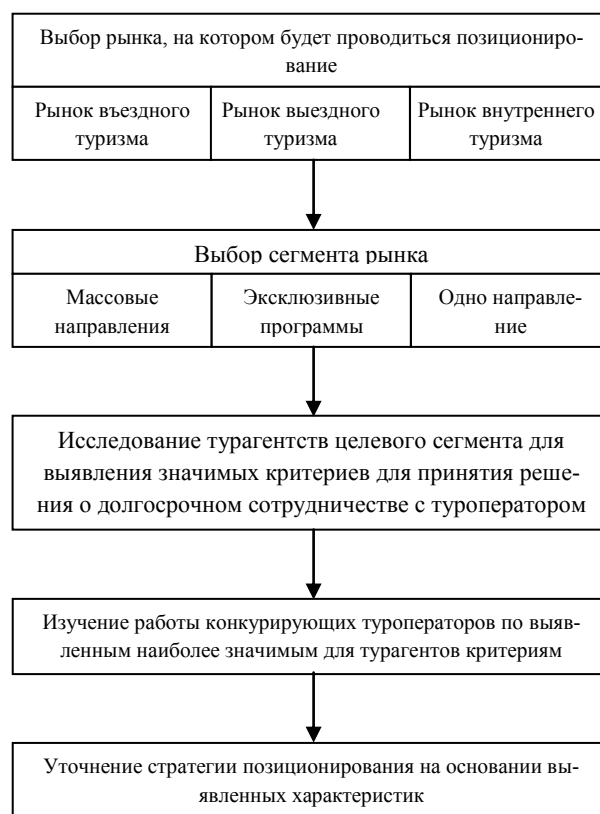 Выбор рынка, на котором будет проводиться позициониро-
вание
Рынок въездного
туризма
Рынок выездного
туризма
Рынок внутреннего
туризма
Выбор сегмента рынка
Массовые
направления
Эксклюзивные
программы
Одно направле-
ние
Исследование турагентств целевого сегмента для
выявления значимых критериев для принятия реше-
ния о долгосрочном сотрудничестве с туроператором
Изучение работы конкурирующих туроператоров по выяв-
ленным наиболее значимым для турагентов критериям
Уточнение стратегии позиционирования на основании вы-
явленных характеристик